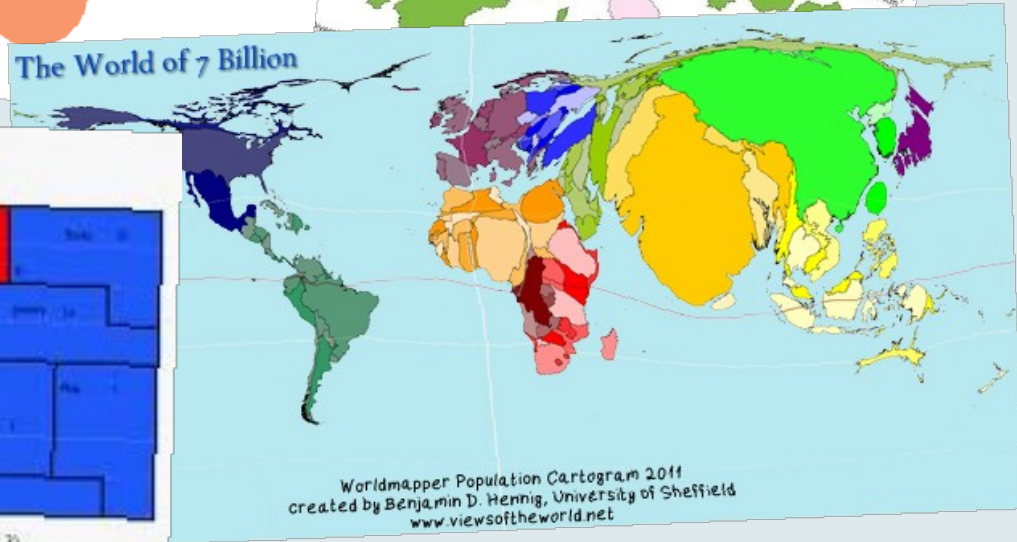 The World of 7 Billion
Worldmapper Population Cartogram 2011
created by Benjamin D. Hennig, University of Sheffield
www.viewsoftheworld.net